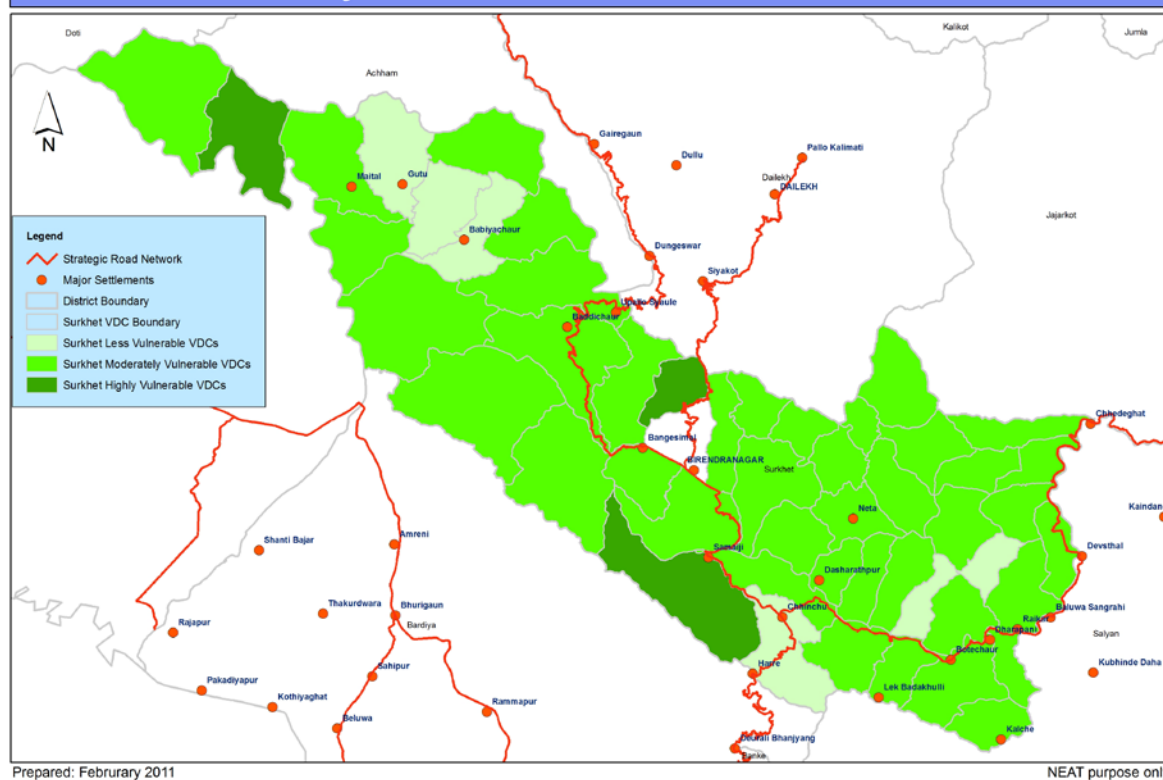 Doti
Kalikot
Jumla
Achham
N
Gairegaun
Dullu
Pallo Kalimati
Dailekh
DAILEKH
Maital
Gutu
Jajarkot
Babiyachaur
Legend
Strategic Road Network
Major Settlements
District Boundary
Surkhet VDC Boundary
Surkhet Less Vulnerable VDCs
Surkhet Moderately Vulnerable VDCs
Surkhet Highly Vulnerable VDCs
Dungeswar
Siyakot
Baddichaur
Chhedeghat
Bangesimal
BIRENDRANAGAR
Surkhet
Neta
Kaindan
Shanti Bajar
Amreni
Devsthal
Dasharathpur
Thakurdwara
Bhurigaun
Bardiya
Chhinchu
Baluwa Sangrahi
Rajapur
Dharapani
Salyan
Botechaur
Kubhinde Daha
Sahipur
Harre
Pakadiyapur
Kothiyaghat
Rammapur
Lek Badakhulli
Beluwa
Kalche
Banke
Prepared: Februrary 2011
NEAT purpose onl